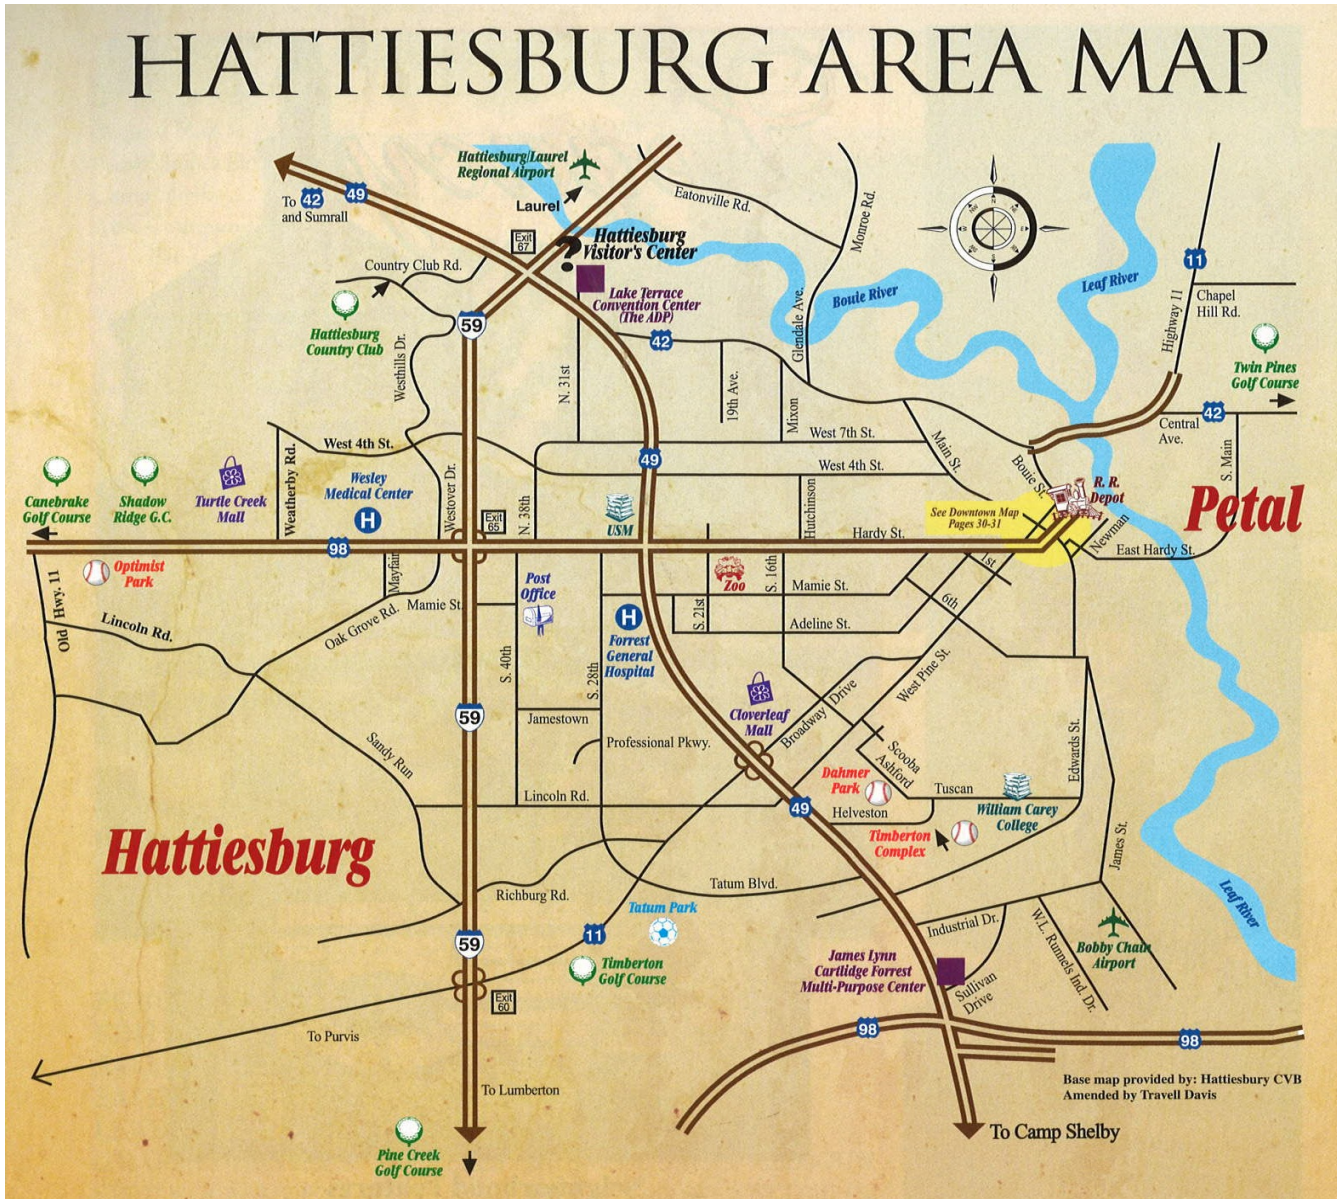 HATTIESBURG AREA MAP
Hattiesburg/Laurel
Regional Airport
Laurel
To 42 49
and Sumrall
Exit
67
?
Hattiesburg
Visitor's Center
Eatonville Rd.
Monroe Rd.
N
Leaf River
11
Chapel
Hill Rd.
Highway 11
Country Club Rd.
Hattiesburg
Country Club
59
Lake Terrace
Convention Center
(The ADP)
42
Bouie River
Glendale Ave.
Twin Pines
Golf Course
Westhills Dr.
N. 31st
19th Ave.
Mixon
Central
Ave.
42
S. Main
West 4th St.
West 7th St.
Main St.
Bouie St.
49
West 4th St.
Canebrake
Golf Course
Shadow
Ridge G.C.
Turtle Creek
Mall
Weatherby Rd.
Wesley
Medical Center
H
Westover Dr.
Exit
65
N. 38th
USM
Hutchinson
See Downtown Map
Pages 30-31
R. R.
Depot
Petal
98
Hardy St.
Newman
East Hardy St.
Optimist
Park
Old Hwy. 11
Mayfair
Post
Office
Zoo
S. 16th
1st
Mamie St.
Mamie St.
6th
Lincoln Rd.
Oak Grove Rd.
H
Forrest
General
Hospital
S. 21st
Adeline St.
S. 40th
S. 28th
West Pine St.
Cloverleaf
Mall
Broadway Drive
59
Jamestown
Professional Pkwy.
Sandy Run
Scooba
Ashford
Edwards St.
Dahmer
Park
Tuscan
Lincoln Rd.
49
Helveston
William Carey
College
Timberton
Complex
Hattiesburg
James St.
Tatum Blvd.
Richburg Rd.
Leaf River
Tatum Park
59
11
Timberton
Golf Course
Industrial Dr.
W.L. Runnels Ind. Dr.
Bobby Chain
Airport
James Lynn
Cartlidge Forrest
Multi-Purpose Center
Sullivan
Drive
Exit
60
To Purvis
98
98
To Lumberton
Base map provided by: Hattiesbury CVB
Amended by Travell Davis
To Camp Shelby
Pine Creek
Golf Course